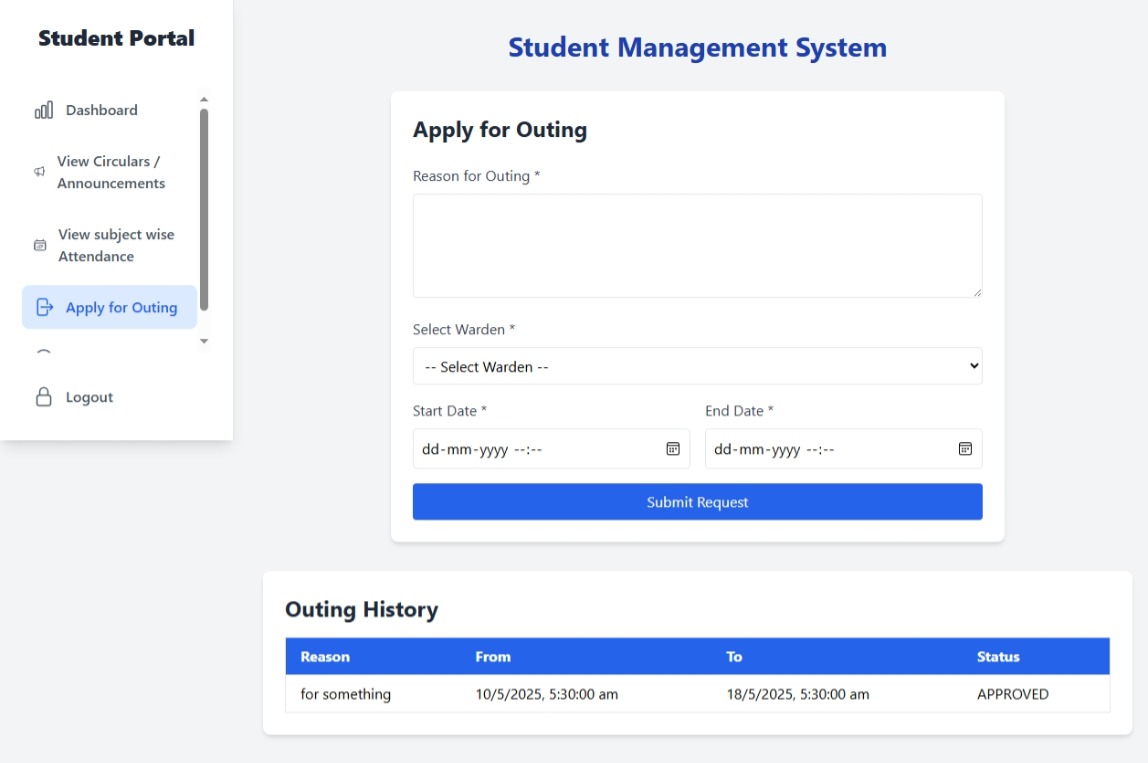 Student Portal
Dashboard
View Circulars /
Announcements
View subject wise
Attendance
Apply for Outing
Logout
Student Management System
Apply for Outing
Reason for Outing *
Select Warden *
-- Select Warden --
Start Date *
End Date *
dd-mm-yyyy --:--
dd-mm-yyyy --:--
Submit Request
Outing History
Reason From To Status
for something 10/5/2025, 5:30:00 am 18/5/2025, 5:30:00 am APPROVED